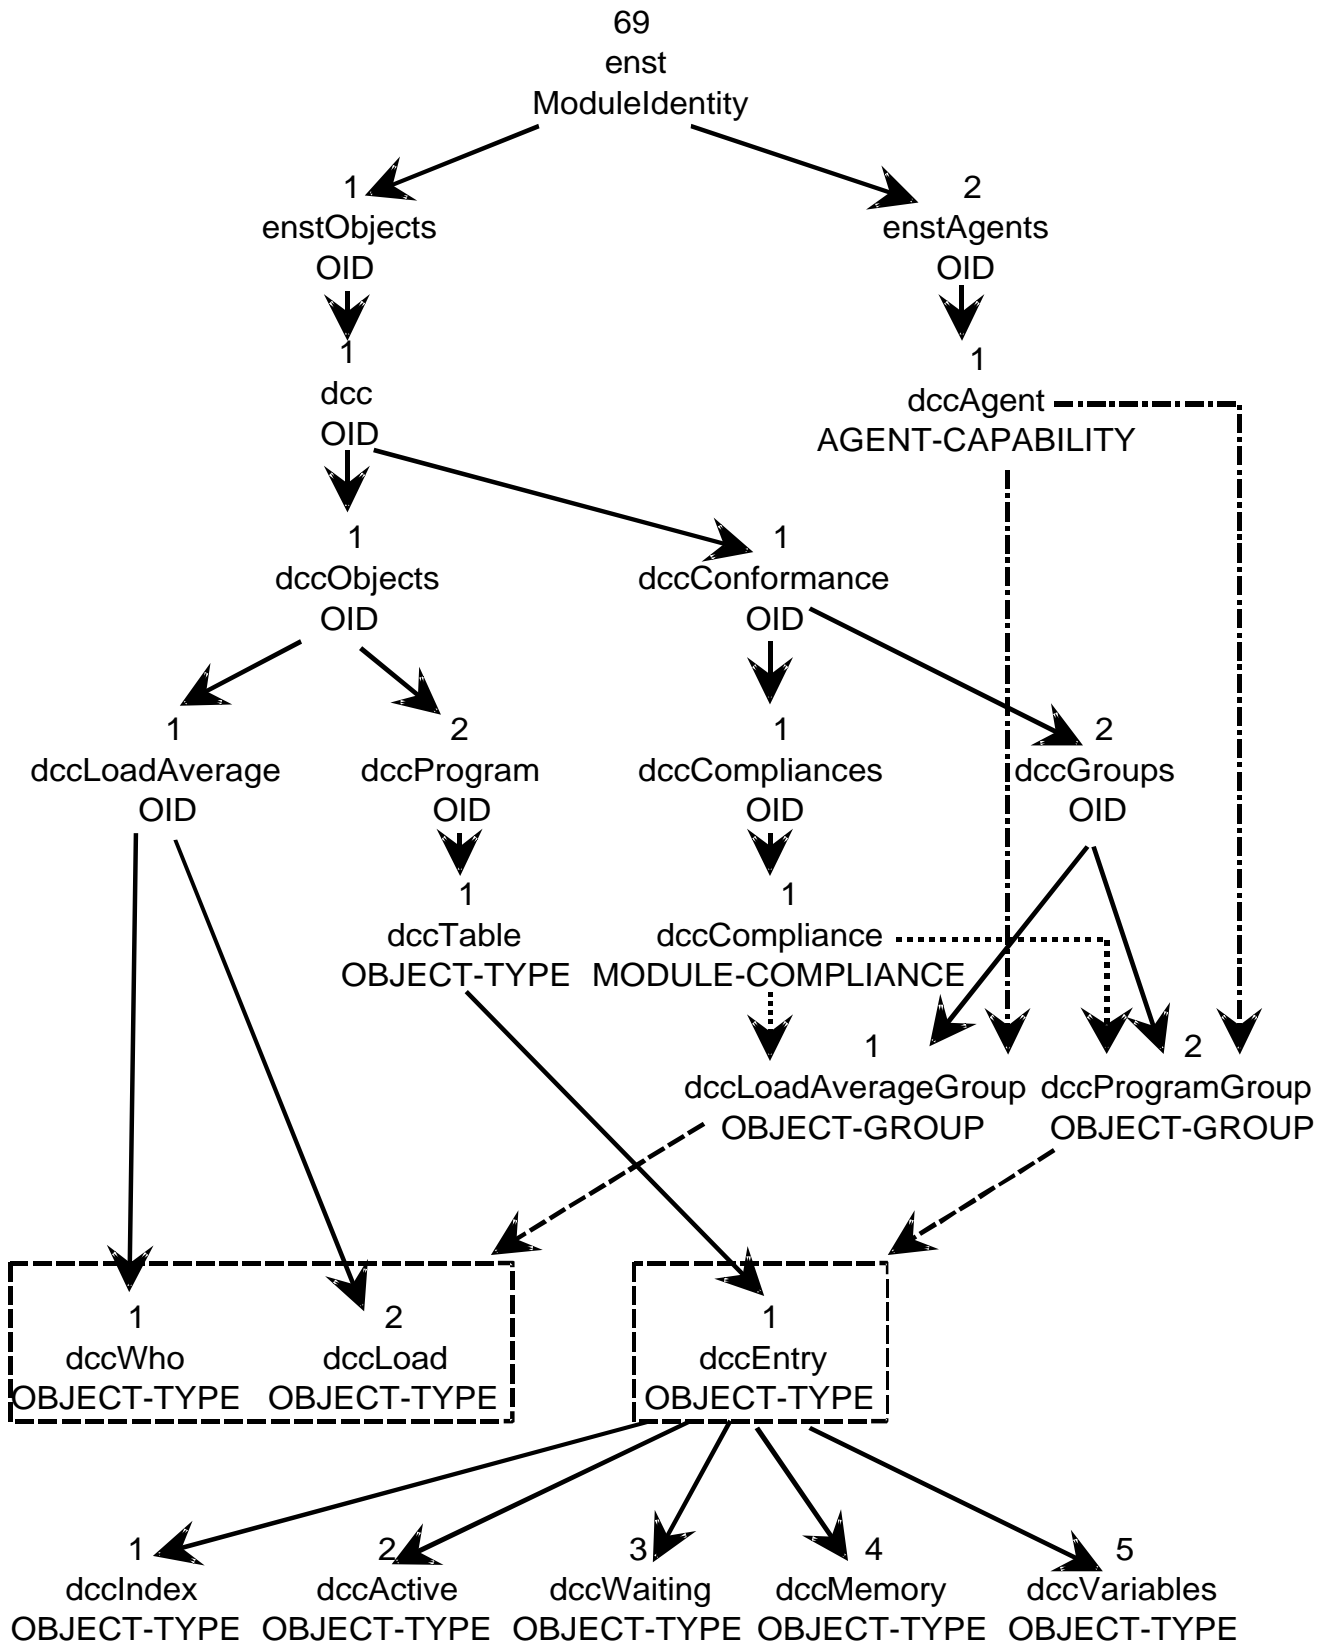 69
enst
ModuleIdentity
1
2
enstObjects
enstAgents
OID
OID
1
1
dcc
dccAgent
OID
AGENT-CAPABILITY
1
1
dccObjects
dccConformance
OID
OID
1
2
1
2
dccLoadAverage
dccProgram
dccCompliances
dccGroups
OID
OID
OID
OID
1
1
dccTable
dccCompliance
OBJECT-TYPE
MODULE-COMPLIANCE
1
2
dccLoadAverageGroup
dccProgramGroup
OBJECT-GROUP
OBJECT-GROUP
1
2
1
dccWho
dccLoad
dccEntry
OBJECT-TYPE
OBJECT-TYPE
OBJECT-TYPE
1
2
3
4
5
dccIndex
dccActive
dccWaiting
dccMemory
dccVariables
OBJECT-TYPE
OBJECT-TYPE
OBJECT-TYPE
OBJECT-TYPE
OBJECT-TYPE